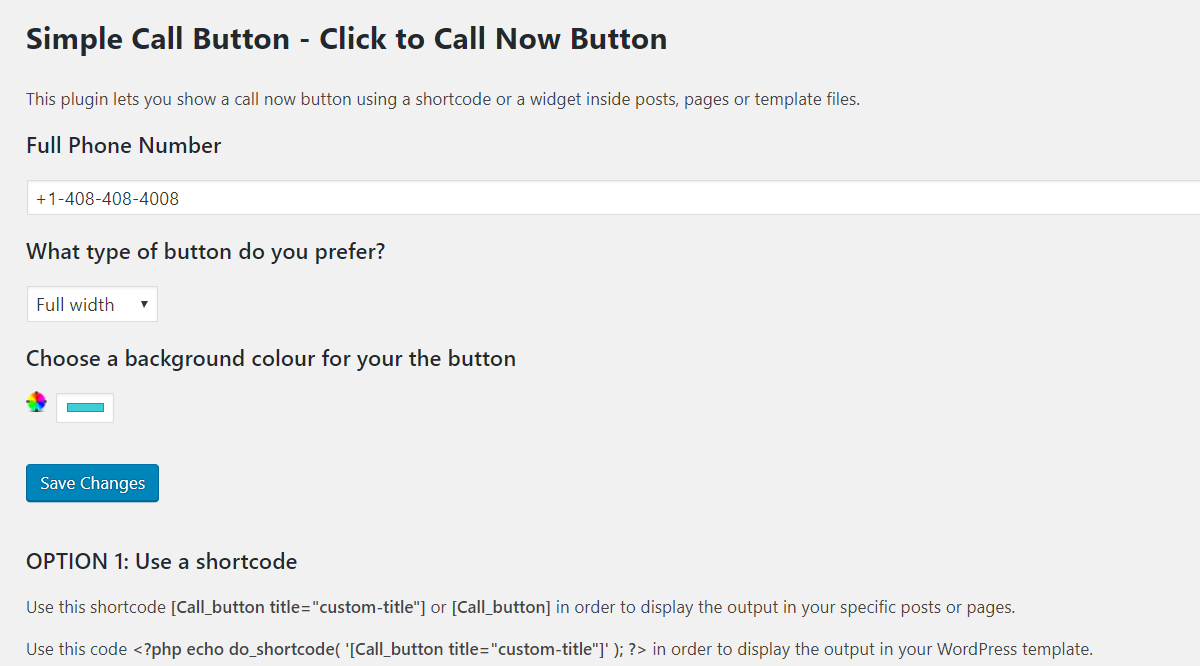 Simple Call Button - Click to Call Now Button
This plugin lets you show a call now button using a shortcode or a widget inside posts, pages or template files.
Full Phone Number
+1-408-408-4008
What type of button do you prefer?
Full width
Choose a background colour for your the button
Save Changes
OPTION 1: Use a shortcode
Use this shortcode [Call_button title="custom-title"] or [Call_button] in order to display the output in your specific posts or pages.
Use this code <?php echo do_shortcode( '[Call_button title="custom-title"]' ); ?> in order to display the output in your WordPress template.